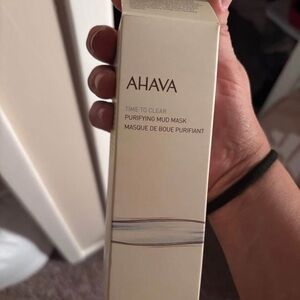 AHAVA
TIME TO CLEAR
PURIFYING MUD MASK
MASQUE DE BOUE PURIFIANT